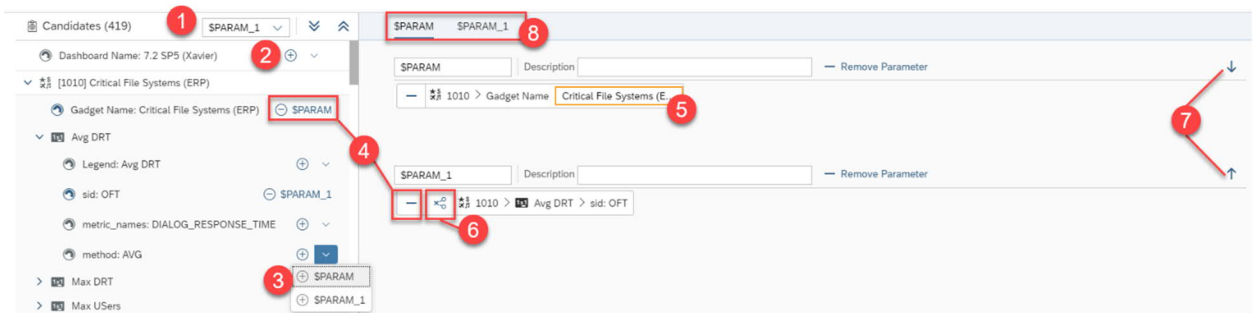 Candidates (419)
1
$PARAM_1
Dashboard Name: 7.2 SP5 (Xavier)
2
[1010] Critical File Systems (ERP)
Gadget Name: Critical File Systems (ERP)
$PARAM
Avg DRT
4
Legend: Avg DRT
sid: OFT
$PARAM_1
metric_names: DIALOG_RESPONSE_TIME
method: AVG
3
$PARAM
$PARAM_1
Max DRT
Max USers
$PARAM
$PARAM_1
8
$PARAM
Description
Remove Parameter
1010 > Gadget Name
Critical File Systems (E...
5
7
$PARAM_1
Description
Remove Parameter
1010 > Avg DRT > sid: OFT
6